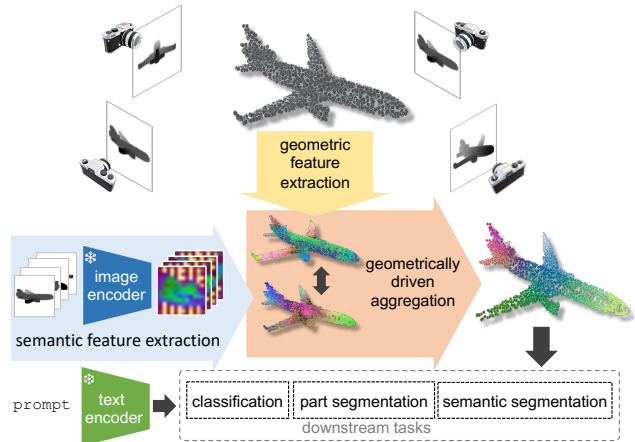 geometric
feature
extraction
image
encoder
geometrically
driven
aggregation
semantic feature extraction
prompt
text
encoder
classification
part segmentation
semantic segmentation
downstream tasks